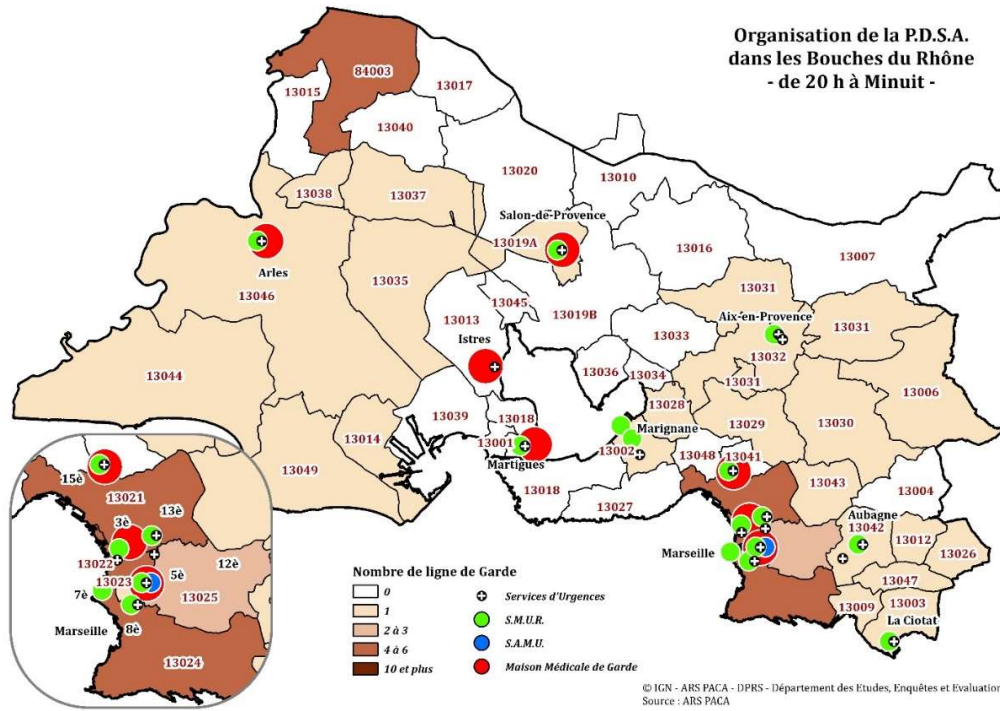 Organisation de la P.D.S.A.
dans les Bouches du Rhône
- de 20 h à Minuit -
84003
13015
13017
13040
13020
13010
13038
13037
Salon-de-Provence
13019A
13016
13007
Arles
13046
13035
13031
13045
13013
13019B
Aix-en-Provence
13031
Istres
13033
13032
13036
13034
13031
13044
13006
13028
13039
13018
13014
Marignane
13029
13030
13001
13002
Martigues
13048
13041
13049
13018
13043
13004
13027
Aubagne
13042
13012
13026
Marseille
13047
13009
13003
La Ciotat
15è
13021
13è
3è
13022
12è
13023
5è
7è
13025
8è
Marseille
13024
Nombre de ligne de Garde
0
1
2 à 3
4 à 6
10 et plus
Services d'Urgences
S.M.U.R.
S.A.M.U.
Maison Médicale de Garde
© IGN - ARS PACA - DPRS - Département des Etudes, Enquêtes et Evaluation
Source : ARS PACA